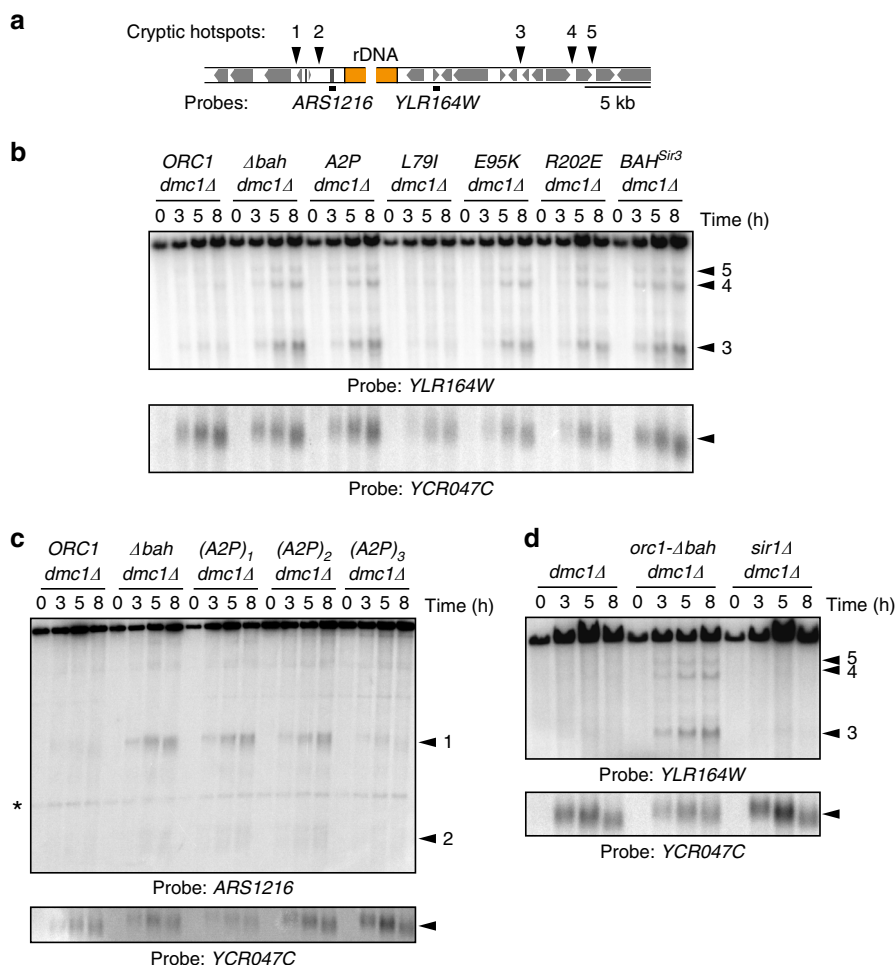 a
Cryptic hotspots: 1 2 3 4 5
rDNA
Probes: ARS1216 YLR164W 5 kb
b
ORC1 Δbah A2P L79I E95K R202E BAH^Sir3
dmc1Δ dmc1Δ dmc1Δ dmc1Δ dmc1Δ dmc1Δ dmc1Δ
0 3 5 8 0 3 5 8 0 3 5 8 0 3 5 8 0 3 5 8 0 3 5 8 0 3 5 8 Time (h)
5
4
3
Probe: YLR164W
Probe: YCR047C
c
ORC1 Δbah (A2P)1 (A2P)2 (A2P)3
dmc1Δ dmc1Δ dmc1Δ dmc1Δ dmc1Δ
0 3 5 8 0 3 5 8 0 3 5 8 0 3 5 8 0 3 5 8 Time (h)
1
*
2
Probe: ARS1216
Probe: YCR047C
d
orc1-Δbah sir1Δ
dmc1Δ dmc1Δ dmc1Δ
0 3 5 8 0 3 5 8 0 3 5 8 Time (h)
5
4
3
Probe: YLR164W
Probe: YCR047C